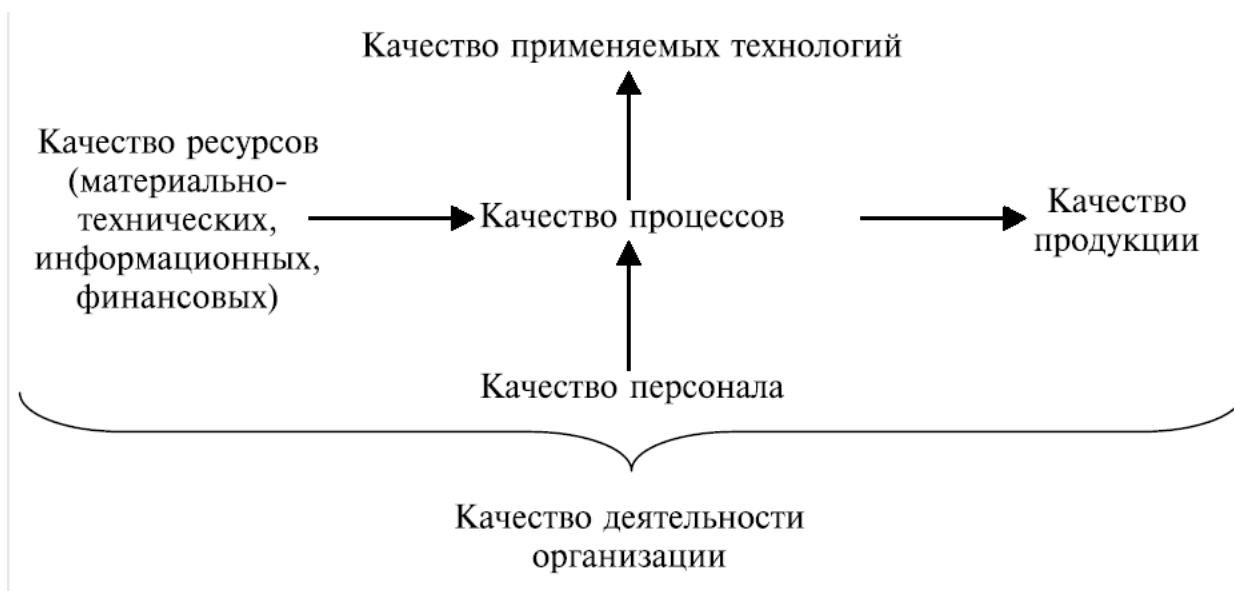 Качество применяемых технологий
Качество ресурсов
(материально-
технических,
информационных,
финансовых)
Качество процессов
Качество
продукции
Качество персонала
Качество деятельности
организации